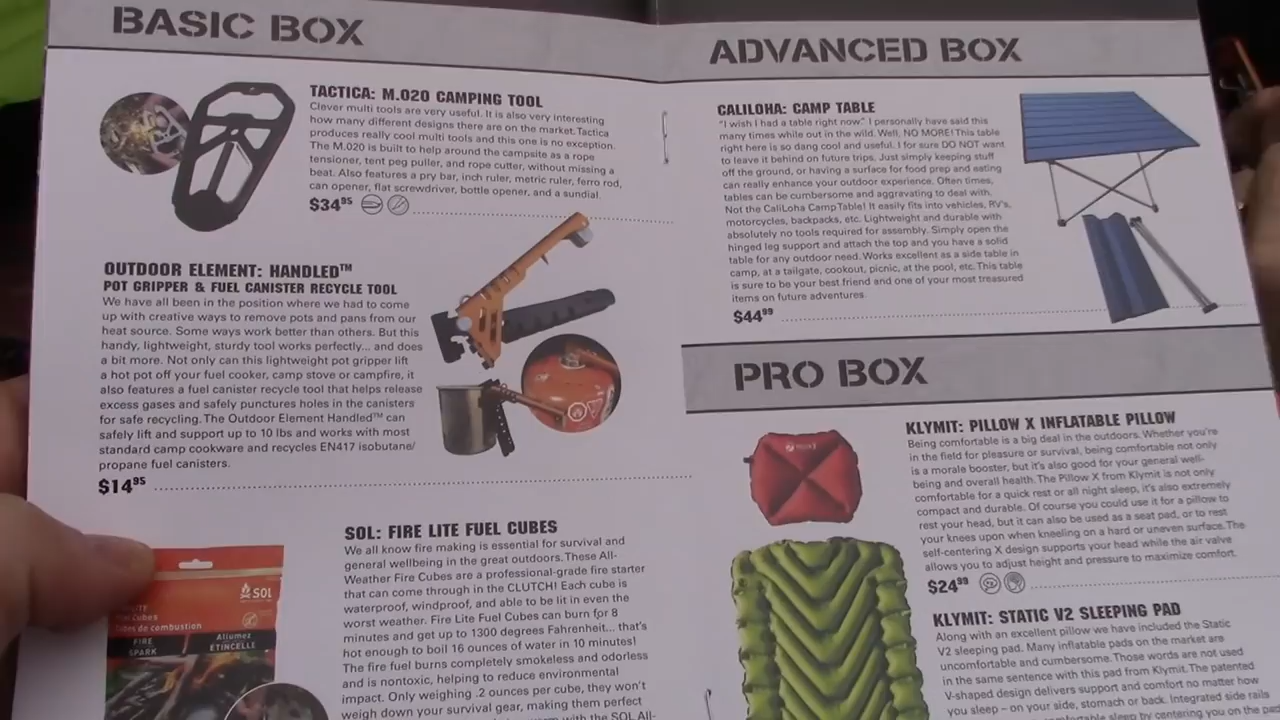 BASIC BOX
TACTICA: M.020 CAMPING TOOL
Clever multi tools are very useful. It is also very interesting
how many different designs there are on the market. Tactica
produces really cool multi tools and this one is no exception.
The M.020 is built to help around the campsite as a rope
tensioner, tent peg puller, and rope cutter, without missing a
beat. Also features a pry bar, inch ruler, metric ruler, ferro rod,
can opener, flat screwdriver, bottle opener, and a sundial.
$34.95
OUTDOOR ELEMENT: HANDLED™
POT GRIPPER & FUEL CANISTER RECYCLE TOOL
We have all been in the position where we had to come
up with creative ways to remove pots and pans from our
heat source. Some ways work better than others. But this
handy, lightweight, sturdy tool works perfectly... and does
a bit more. Not only can this lightweight pot gripper lift
a hot pot off your fuel cooker, camp stove or campfire, it
also features a fuel canister recycle tool that helps release
excess gases and safely punctures holes in the canisters
for safe recycling. The Outdoor Element Handled™ can
safely lift and support up to 10 lbs and works with most
standard camp cookware and recycles EN417 isobutane/
propane fuel canisters.
$14.95
SOL: FIRE LITE FUEL CUBES
We all know fire making is essential for survival and
general wellbeing in the great outdoors. These All-
Weather Fire Cubes are a professional-grade fire starter
that can come through in the CLUTCH! Each cube is
waterproof, windproof, and able to be lit in even the
worst weather. Fire Lite Fuel Cubes can burn for 8
minutes and get up to 1300 degrees Fahrenheit... that's
hot enough to boil 16 ounces of water in 10 minutes!
The fire fuel burns completely smokeless and odorless
and is nontoxic, helping to reduce environmental
impact. Only weighing .2 ounces per cube, they won't
weigh down your survival gear, making them perfect
with the SOL All-
SOL
LITE
Cubes
de combustion
FIRE
SPARK
Allumez
ÉTINCELLE
ADVANCED BOX
CALILOHA: CAMP TABLE
"I wish I had a table right now." I personally have said this
many times while out in the wild. Well, NO MORE! This table
right here is so dang cool and useful. I for sure DO NOT want
to leave it behind on future trips. Just simply keeping stuff
off the ground, or having a surface for food prep and eating
can really enhance your outdoor experience. Often times,
tables can be cumbersome and aggravating to deal with.
Not the CaliLoha Camp Table! It easily fits into vehicles, RV's,
motorcycles, backpacks, etc. Lightweight and durable with
absolutely no tools required for assembly. Simply open the
hinged leg support and attach the top and you have a solid
table for any outdoor need. Works excellent as a side table in
camp, at a tailgate, cookout, picnic, at the pool, etc. This table
is sure to be your best friend and one of your most treasured
items on future adventures.
$44.99
PRO BOX
KLYMIT: PILLOW X INFLATABLE PILLOW
Being comfortable is a big deal in the outdoors. Whether you're
in the field for pleasure or survival, being comfortable not only
is a morale booster, but it's also good for your general well-
being and overall health. The Pillow X from Klymit is not only
comfortable for a quick rest or all night sleep, it's also extremely
compact and durable. Of course you could use it for a pillow to
rest your head, but it can also be used as a seat pad, or to rest
your knees upon when kneeling on a hard or uneven surface. The
self-centering X design supports your head while the air valve
allows you to adjust height and pressure to maximize comfort.
$24.99
KLYMIT: STATIC V2 SLEEPING PAD
Along with an excellent pillow we have included the Static
V2 sleeping pad. Many inflatable pads on the market are
uncomfortable and cumbersome. Those words are not used
in the same sentence with this pad from Klymit. The patented
V-shaped design delivers support and comfort no matter how
you sleep – on your side, stomach or back. Integrated side rails
sleep by centering you on the pad